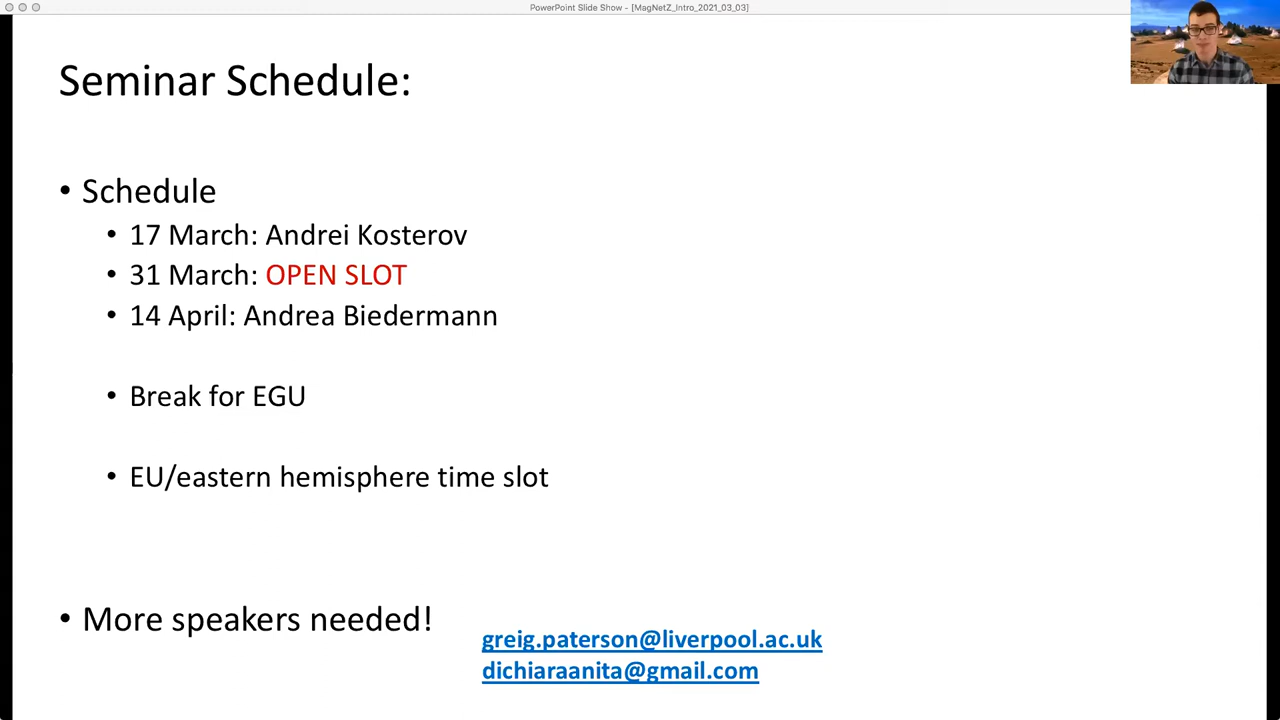 PowerPoint Slide Show - [MagNetZ_Intro_2021_03_03]
Seminar Schedule:
• Schedule
• 17 March: Andrei Kosterov
• 31 March: OPEN SLOT
• 14 April: Andrea Biedermann
• Break for EGU
• EU/eastern hemisphere time slot
• More speakers needed!
greig.paterson@liverpool.ac.uk
dichiaraanita@gmail.com